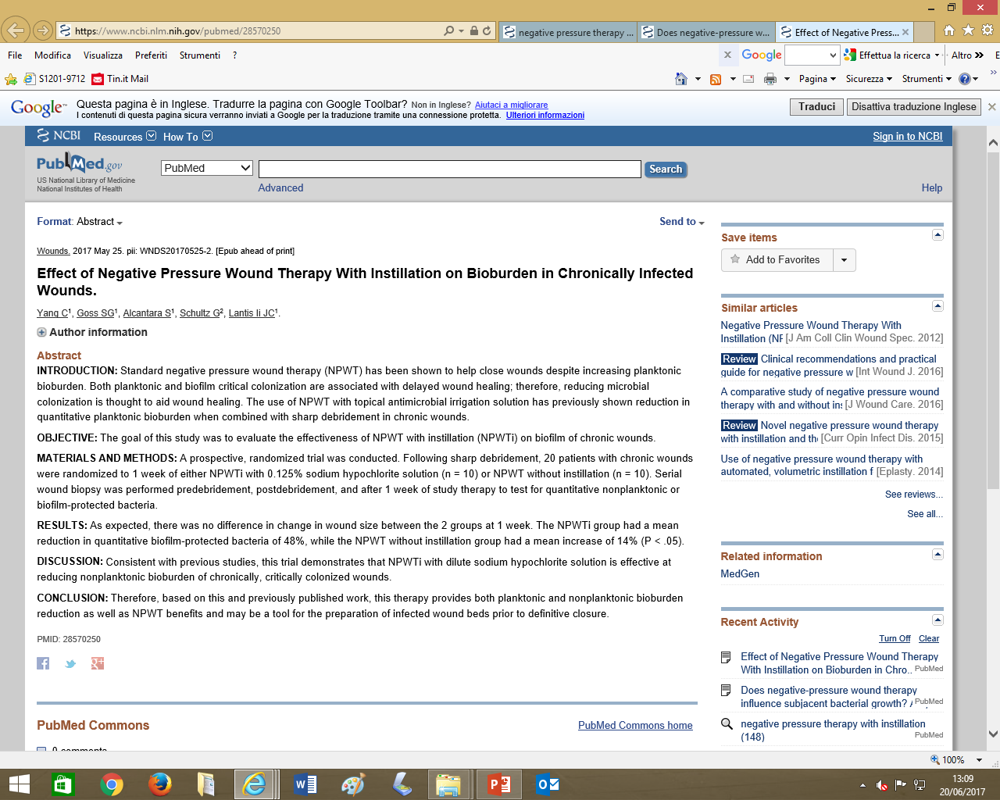 https://www.ncbi.nlm.nih.gov/pubmed/28570250
negative pressure therapy ...
Does negative-pressure w...
Effect of Negative Press...
File Modifica Visualizza Preferiti Strumenti ?
X Google Effettua la ricerca Altro »
S1201-9712 Tin.it Mail
Pagina Sicurezza Strumenti
Google™ Questa pagina è in Inglese. Tradurre la pagina con Google Toolbar? Non in Inglese? Aiutaci a migliorare
I contenuti di questa pagina sicura verranno inviati a Google per la traduzione tramite una connessione protetta. Ulteriori informazioni
Traduci Disattiva traduzione Inglese
NCBI Resources How To Sign in to NCBI
PubMed.gov
US National Library of Medicine
National Institutes of Health
PubMed
Search
Advanced
Help
Format: Abstract
Send to
Wounds. 2017 May 25. pii: WNDS20170525-2. [Epub ahead of print]
Effect of Negative Pressure Wound Therapy With Instillation on Bioburden in Chronically Infected
Wounds.
Yang C1, Goss SG1, Alcantara S1, Schultz G2, Lantis Ii JC1.
Author information
Abstract
INTRODUCTION: Standard negative pressure wound therapy (NPWT) has been shown to help close wounds despite increasing planktonic
bioburden. Both planktonic and biofilm critical colonization are associated with delayed wound healing; therefore, reducing microbial
colonization is thought to aid wound healing. The use of NPWT with topical antimicrobial irrigation solution has previously shown reduction in
quantitative planktonic bioburden when combined with sharp debridement in chronic wounds.
OBJECTIVE: The goal of this study was to evaluate the effectiveness of NPWT with instillation (NPWTi) on biofilm of chronic wounds.
MATERIALS AND METHODS: A prospective, randomized trial was conducted. Following sharp debridement, 20 patients with chronic wounds
were randomized to 1 week of either NPWTi with 0.125% sodium hypochlorite solution (n = 10) or NPWT without instillation (n = 10). Serial
wound biopsy was performed predebridement, postdebridement, and after 1 week of study therapy to test for quantitative nonplanktonic or
biofilm-protected bacteria.
RESULTS: As expected, there was no difference in change in wound size between the 2 groups at 1 week. The NPWTi group had a mean
reduction in quantitative biofilm-protected bacteria of 48%, while the NPWT without instillation group had a mean increase of 14% (P < .05).
DISCUSSION: Consistent with previous studies, this trial demonstrates that NPWTi with dilute sodium hypochlorite solution is effective at
reducing nonplanktonic bioburden of chronically, critically colonized wounds.
CONCLUSION: Therefore, based on this and previously published work, this therapy provides both planktonic and nonplanktonic bioburden
reduction as well as NPWT benefits and may be a tool for the preparation of infected wound beds prior to definitive closure.
PMID: 28570250
PubMed Commons
PubMed Commons home
0 comments
Save items
Add to Favorites
Similar articles
Negative Pressure Wound Therapy With
Instillation (NF [J Am Coll Clin Wound Spec. 2012]
Review Clinical recommendations and practical
guide for negative pressure w [Int Wound J. 2016]
A comparative study of negative pressure wound
therapy with and without ins [J Wound Care. 2016]
Review Novel negative pressure wound therapy
with instillation and the [Curr Opin Infect Dis. 2015]
Use of negative pressure wound therapy with
automated, volumetric instillation f [Eplasty. 2014]
See reviews...
See all...
Related information
MedGen
Recent Activity
Turn Off Clear
Effect of Negative Pressure Wound Therapy
With Instillation on Bioburden in Chro.. PubMed
Does negative-pressure wound therapy
influence subjacent bacterial growth? PubMed
negative pressure therapy with instillation
(148) PubMed
100%
13:09
20/06/2017